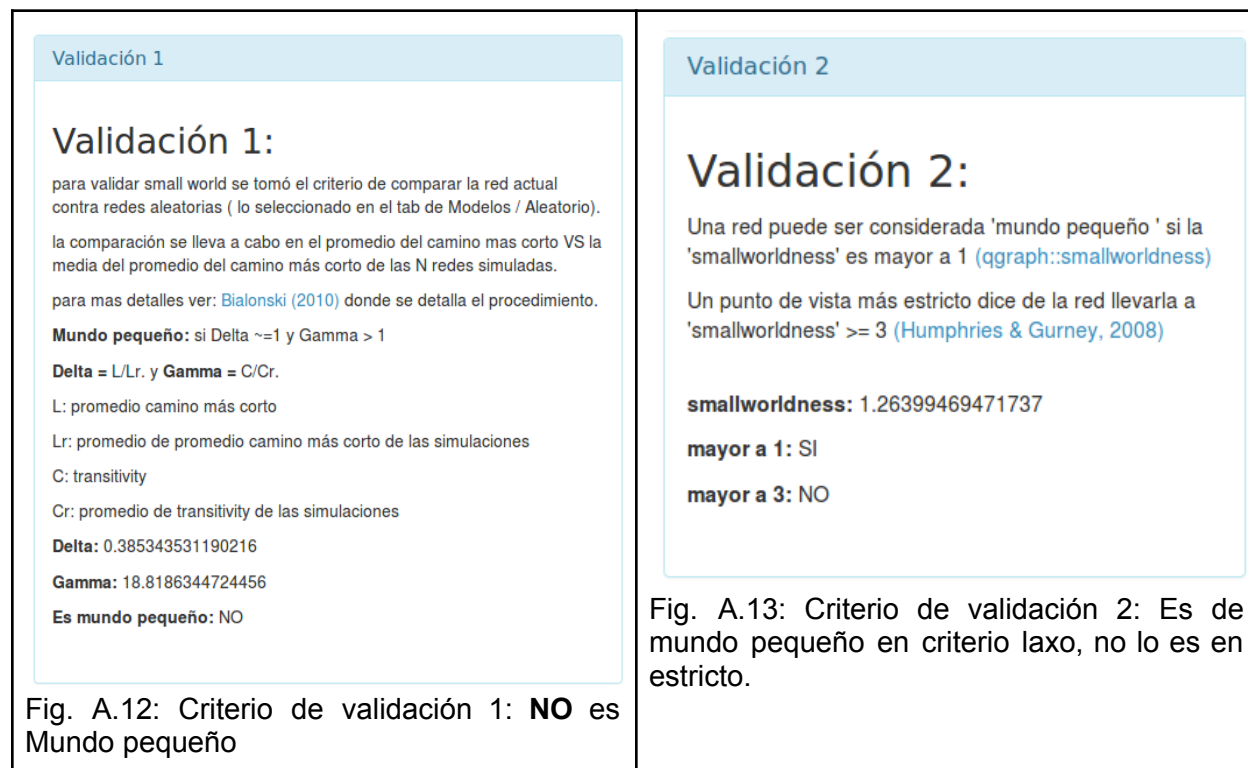 Validación 1
Validación 1:
para validar small world se tomó el criterio de comparar la red actual
contra redes aleatorias ( lo seleccionado en el tab de Modelos / Aleatorio).
la comparación se lleva a cabo en el promedio del camino mas corto VS la
media del promedio del camino más corto de las N redes simuladas.
para mas detalles ver: Bialonski (2010) donde se detalla el procedimiento.
Mundo pequeño: si Delta ~=1 y Gamma > 1
Delta = L/Lr. y Gamma = C/Cr.
L: promedio camino más corto
Lr: promedio de promedio camino más corto de las simulaciones
C: transitivity
Cr: promedio de transitivity de las simulaciones
Delta: 0.385343531190216
Gamma: 18.8186344724456
Es mundo pequeño: NO
Fig. A.12: Criterio de validación 1: NO es
Mundo pequeño
Validación 2
Validación 2:
Una red puede ser considerada 'mundo pequeño ' si la
'smallworldness' es mayor a 1 (qgraph::smallworldness)
Un punto de vista más estricto dice de la red llevarla a
'smallworldness' >= 3 (Humphries & Gurney, 2008)
smallworldness: 1.26399469471737
mayor a 1: SI
mayor a 3: NO
Fig. A.13: Criterio de validación 2: Es de
mundo pequeño en criterio laxo, no lo es en
estricto.